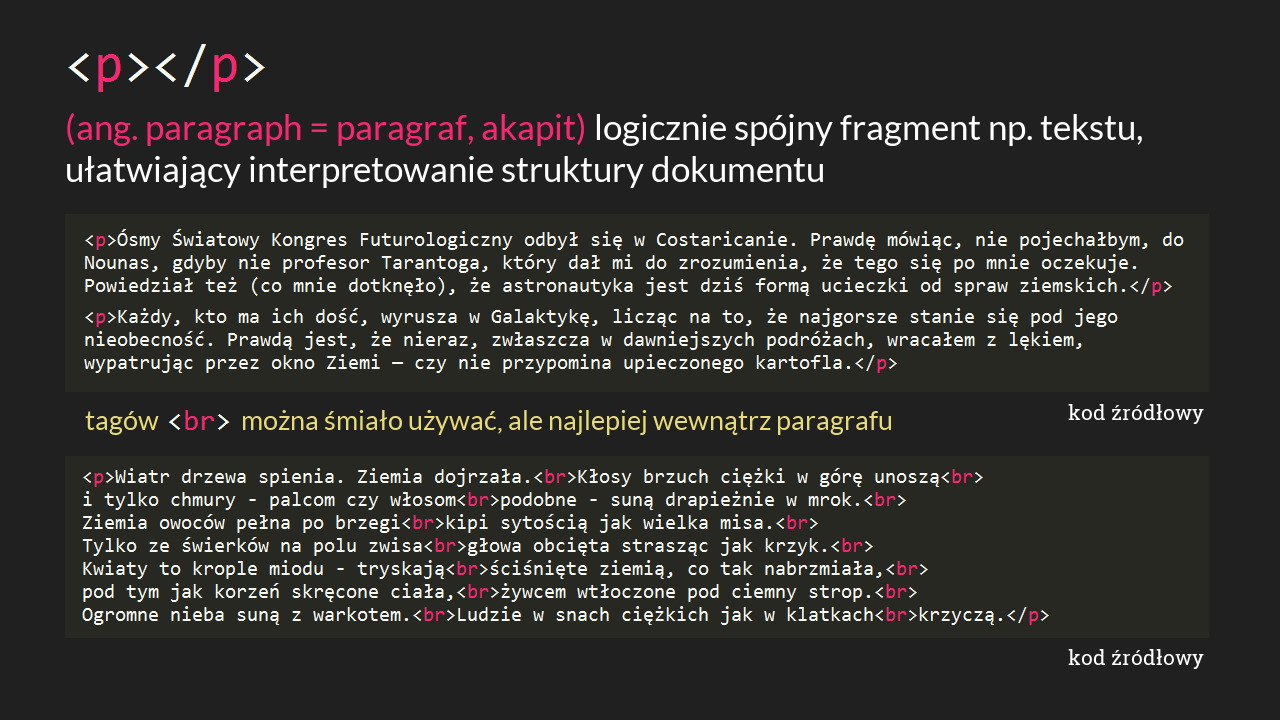 <p></p>
(ang. paragraph = paragraf, akapit) logicznie spójny fragment np. tekstu,
ułatwiający interpretowanie struktury dokumentu
<p>Ósmy Światowy Kongres Futurologiczny odbył się w Costaricanie. Prawdę mówiąc, nie pojechałbym, do
Nounas, gdyby nie profesor Tarantoga, który dał mi do zrozumienia, że tego się po mnie oczekuje.
Powiedział też (co mnie dotknęło), że astronautyka jest dziś formą ucieczki od spraw ziemskich.</p>
<p>Każdy, kto ma ich dość, wyrusza w Galaktykę, licząc na to, że najgorsze stanie się pod jego
nieobecność. Prawdą jest, że nieraz, zwłaszcza w dawniejszych podróżach, wracałem z lękiem,
wypatrując przez okno Ziemi — czy nie przypomina upieczonego kartofla.</p>
tagów <br> można śmiało używać, ale najlepiej wewnątrz paragrafu
kod źródłowy
<p>Wiatr drzewa spienia. Ziemia dojrzała.<br>Kłosy brzuch ciężki w górę unoszą<br>
i tylko chmury - palcom czy włosom<br>podobne - suną drapieżnie w mrok.<br>
Ziemia owoców pełna po brzegi<br>kipi sytością jak wielka misa.<br>
Tylko ze świerków na polu zwisa<br>głowa obcięta strasząc jak krzyk.<br>
Kwiaty to krople miodu - tryskają<br>ściśnięte ziemią, co tak nabrzmiała,<br>
pod tym jak korzeń skręcone ciała,<br>żywcem wtłoczone pod ciemny strop.<br>
Ogromne nieba suną z warkotem.<br>Ludzie w snach ciężkich jak w klatkach<br>krzyczą.</p>
kod źródłowy